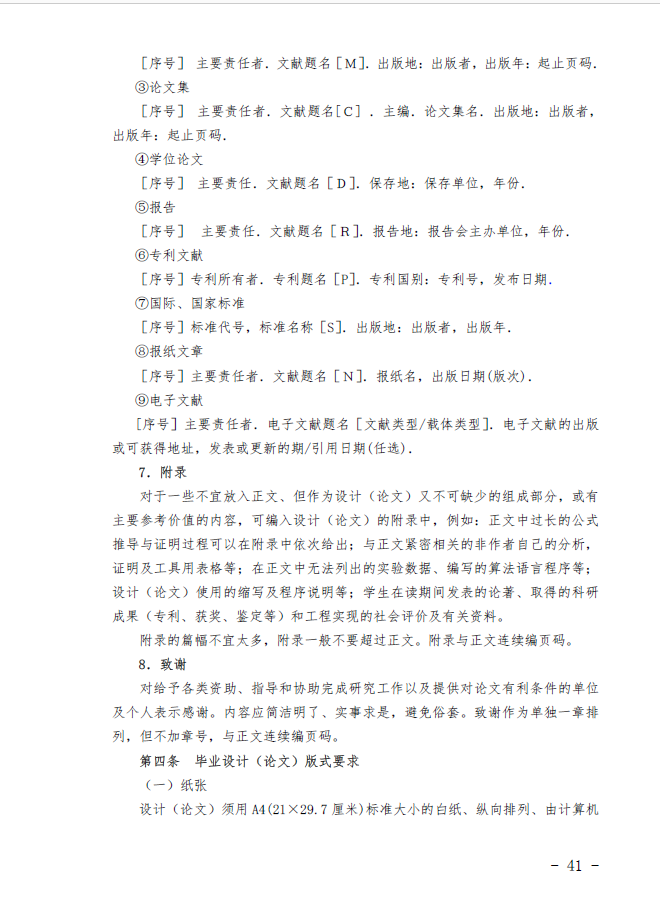 ［序号］ 主要责任者．文献题名［M］．出版地：出版者，出版年：起止页码．
③论文集
［序号］ 主要责任者．文献题名[C] ．主编．论文集名．出版地：出版者，
出版年：起止页码．
④学位论文
［序号］ 主要责任．文献题名［D］．保存地：保存单位，年份．
⑤报告
［序号］ 主要责任．文献题名［R］．报告地：报告会主办单位，年份．
⑥专利文献
［序号］专利所有者．专利题名［P］．专利国别：专利号，发布日期．
⑦国际、国家标准
［序号］标准代号，标准名称［S］．出版地：出版者，出版年．
⑧报纸文章
［序号］主要责任者．文献题名［N］．报纸名，出版日期(版次)．
⑨电子文献
［序号］主要责任者．电子文献题名［文献类型/载体类型］．电子文献的出版
或可获得地址，发表或更新的期/引用日期(任选)．
7．附录
对于一些不宜放入正文、但作为设计（论文）又不可缺少的组成部分，或有
主要参考价值的内容，可编入设计（论文）的附录中，例如：正文中过长的公式
推导与证明过程可以在附录中依次给出；与正文紧密相关的非作者自己的分析，
证明及工具用表格等；在正文中无法列出的实验数据、编写的算法语言程序等；
设计（论文）使用的缩写及程序说明等；学生在读期间发表的论著、取得的科研
成果（专利、获奖、鉴定等）和工程实现的社会评价及有关资料。
附录的篇幅不宜太多，附录一般不要超过正文。附录与正文连续编页码。
8．致谢
对给予各类资助、指导和协助完成研究工作以及提供对论文有利条件的单位
及个人表示感谢。内容应简洁明了、实事求是，避免俗套。致谢作为单独一章排
列，但不加章号，与正文连续编页码。
第四条 毕业设计（论文）版式要求
（一）纸张
设计（论文）须用 A4(21×29.7 厘米)标准大小的白纸、纵向排列、由计算机
- 41 -